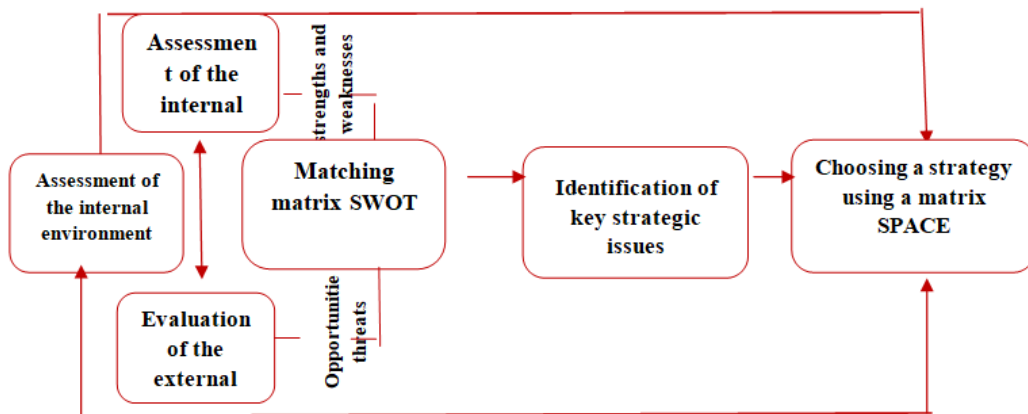 Assessmen
t of the
internal
strengths and
weaknesses
Assessment of
the internal
environment
Matching
matrix SWOT
Identification of
key strategic
issues
Choosing a strategy
using a matrix
SPACE
Evaluation
of the
external
Opportunitie
threats